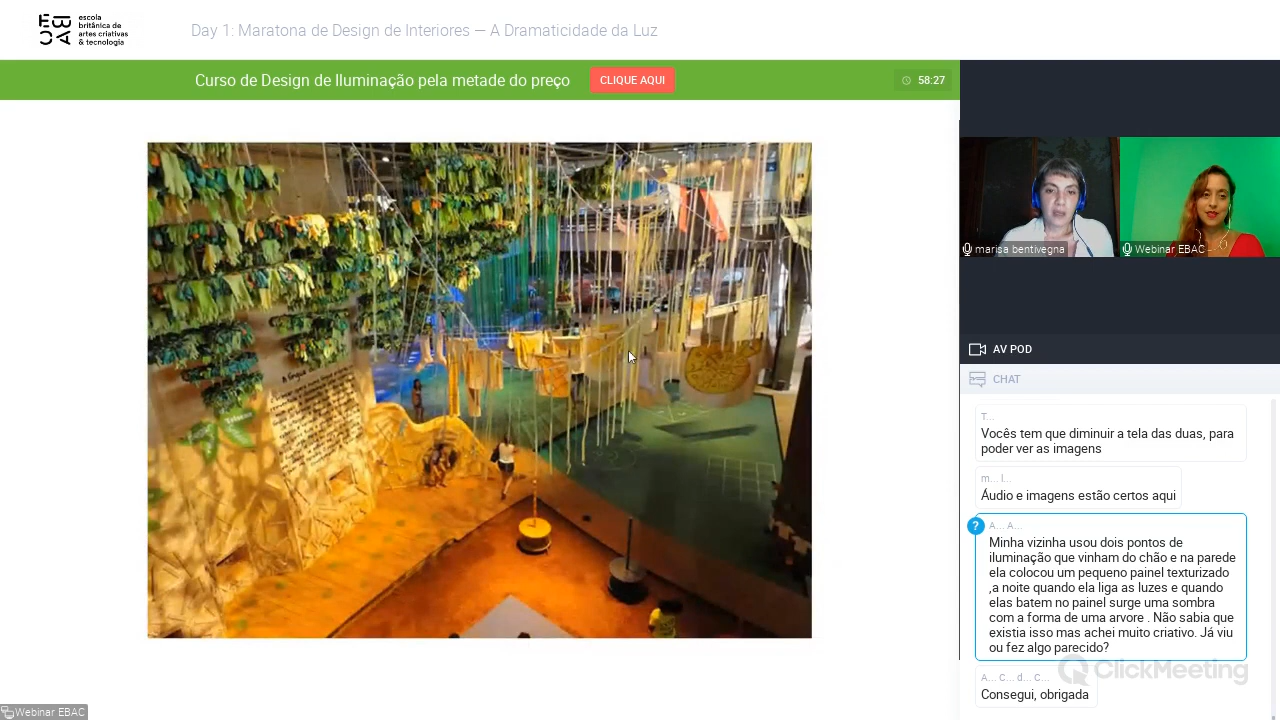 EBAC
escola
britânica de
artes criativas
& tecnologia
Day 1: Maratona de Design de Interiores — A Dramaticidade da Luz
Curso de Design de Iluminação pela metade do preço
CLIQUE AQUI
58:27
marisa bentivegna
Webinar EBAC -
AV POD
CHAT
T...
Vocês tem que diminuir a tela das duas, para
poder ver as imagens
m... l...
Áudio e imagens estão certos aqui
?
A... A...
Minha vizinha usou dois pontos de
iluminação que vinham do chão e na parede
ela colocou um pequeno painel texturizado
,a noite quando ela liga as luzes e quando
elas batem no painel surge uma sombra
com a forma de uma arvore . Não sabia que
existia isso mas achei muito criativo. Já viu
ou fez algo parecido?
ClickMeeting
A... C... d... C...
Consegui, obrigada
Webinar EBAC